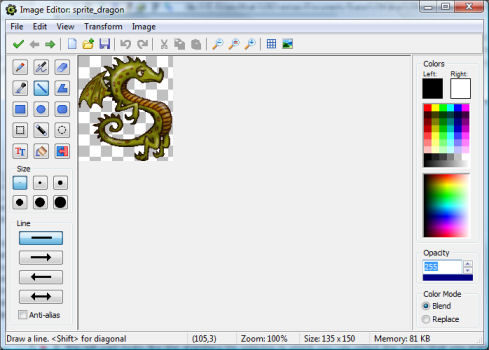 Image Editor: sprite_dragon
File Edit View Transform Image
Colors
Left: Right:
TT
Size
Line
Anti-alias
Opacity
255
Color Mode
Blend
Replace
Draw a line. <Shift> for diagonal (105,3) Zoom: 100% Size: 135 x 150 Memory: 81 KB